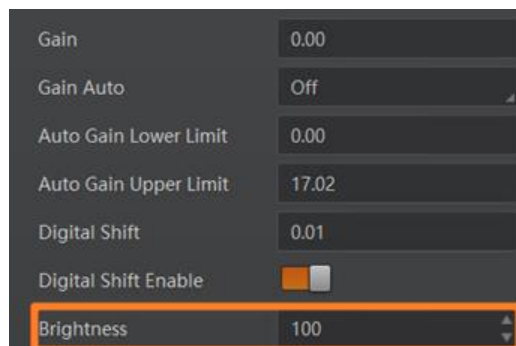 Gain 0.00
Gain Auto Off
Auto Gain Lower Limit 0.00
Auto Gain Upper Limit 17.02
Digital Shift 0.01
Digital Shift Enable
Brightness 100